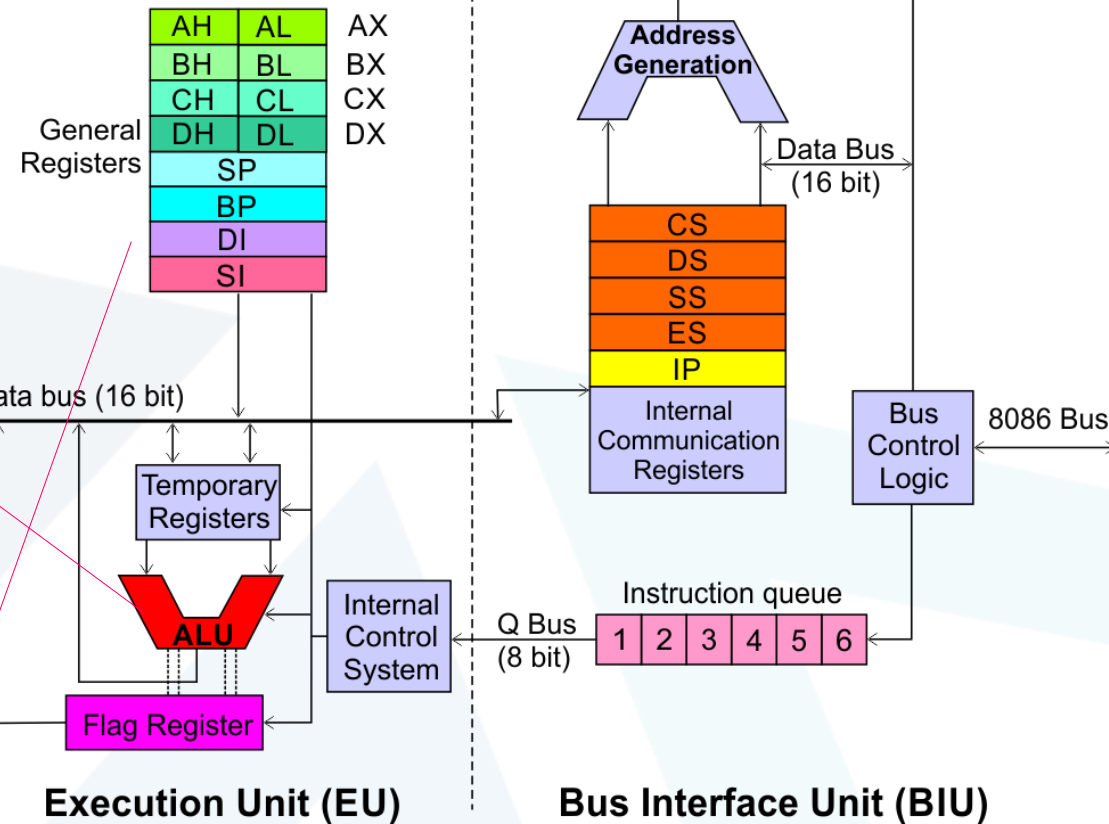 AH AL AX
BH BL BX
CH CL CX
DH DL DX
General
Registers
SP
BP
DI
SI
ata bus (16 bit)
Temporary
Registers
ALU
Internal
Control
System
Flag Register
Execution Unit (EU)
Address
Generation
Data Bus
(16 bit)
CS
DS
SS
ES
IP
Internal
Communication
Registers
Bus
Control
Logic
8086 Bus
Instruction queue
Q Bus
(8 bit)
1 2 3 4 5 6
Bus Interface Unit (BIU)